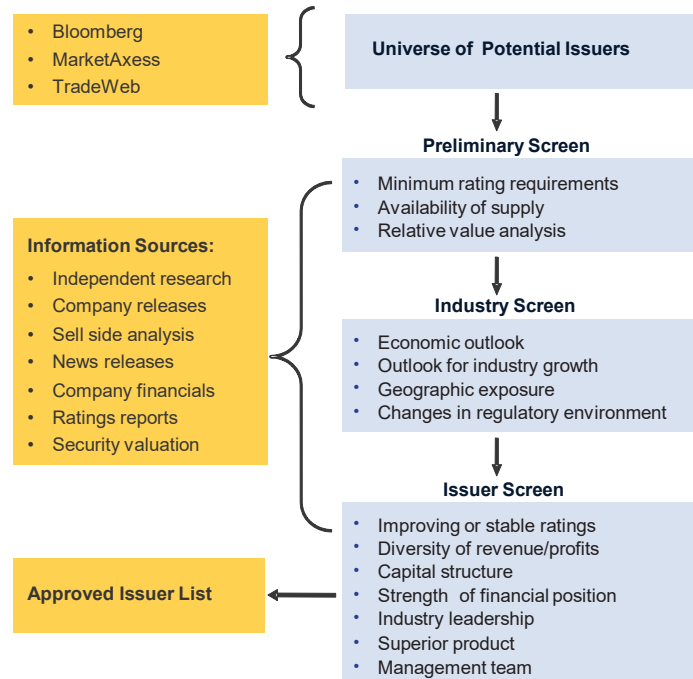 • Bloomberg
• MarketAxess
• TradeWeb
Universe of Potential Issuers
Preliminary Screen
• Minimum rating requirements
• Availability of supply
• Relative value analysis
Information Sources:
• Independent research
• Company releases
• Sell side analysis
• News releases
• Company financials
• Ratings reports
• Security valuation
Industry Screen
• Economic outlook
• Outlook for industry growth
• Geographic exposure
• Changes in regulatory environment
Issuer Screen
• Improving or stable ratings
• Diversity of revenue/profits
• Capital structure
• Strength of financial position
• Industry leadership
• Superior product
• Management team
Approved Issuer List